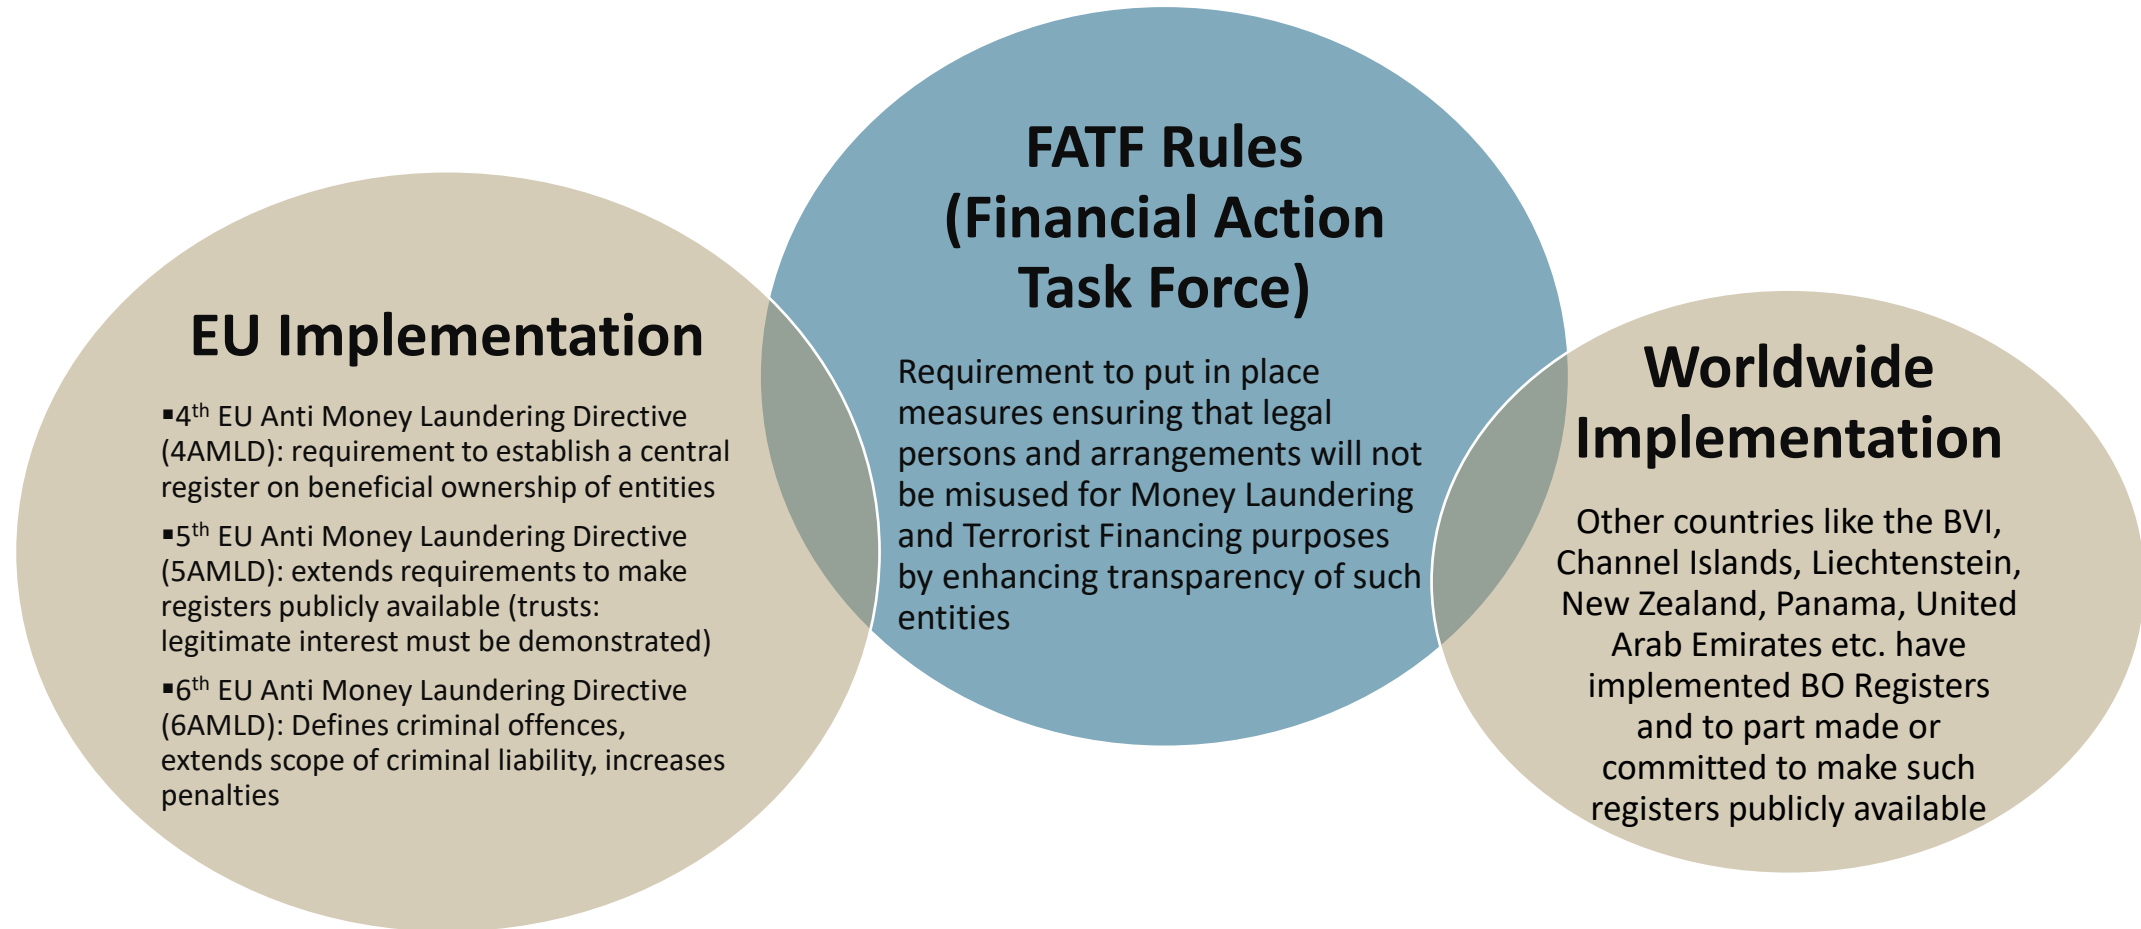 EU Implementation
▪4th EU Anti Money Laundering Directive
(4AMLD): requirement to establish a central
register on beneficial ownership of entities
▪5th EU Anti Money Laundering Directive
(5AMLD): extends requirements to make
registers publicly available (trusts:
legitimate interest must be demonstrated)
▪6th EU Anti Money Laundering Directive
(6AMLD): Defines criminal offences,
extends scope of criminal liability, increases
penalties
FATF Rules
(Financial Action
Task Force)
Requirement to put in place
measures ensuring that legal
persons and arrangements will not
be misused for Money Laundering
and Terrorist Financing purposes
by enhancing transparency of such
entities
Worldwide
Implementation
Other countries like the BVI,
Channel Islands, Liechtenstein,
New Zealand, Panama, United
Arab Emirates etc. have
implemented BO Registers
and to part made or
committed to make such
registers publicly available